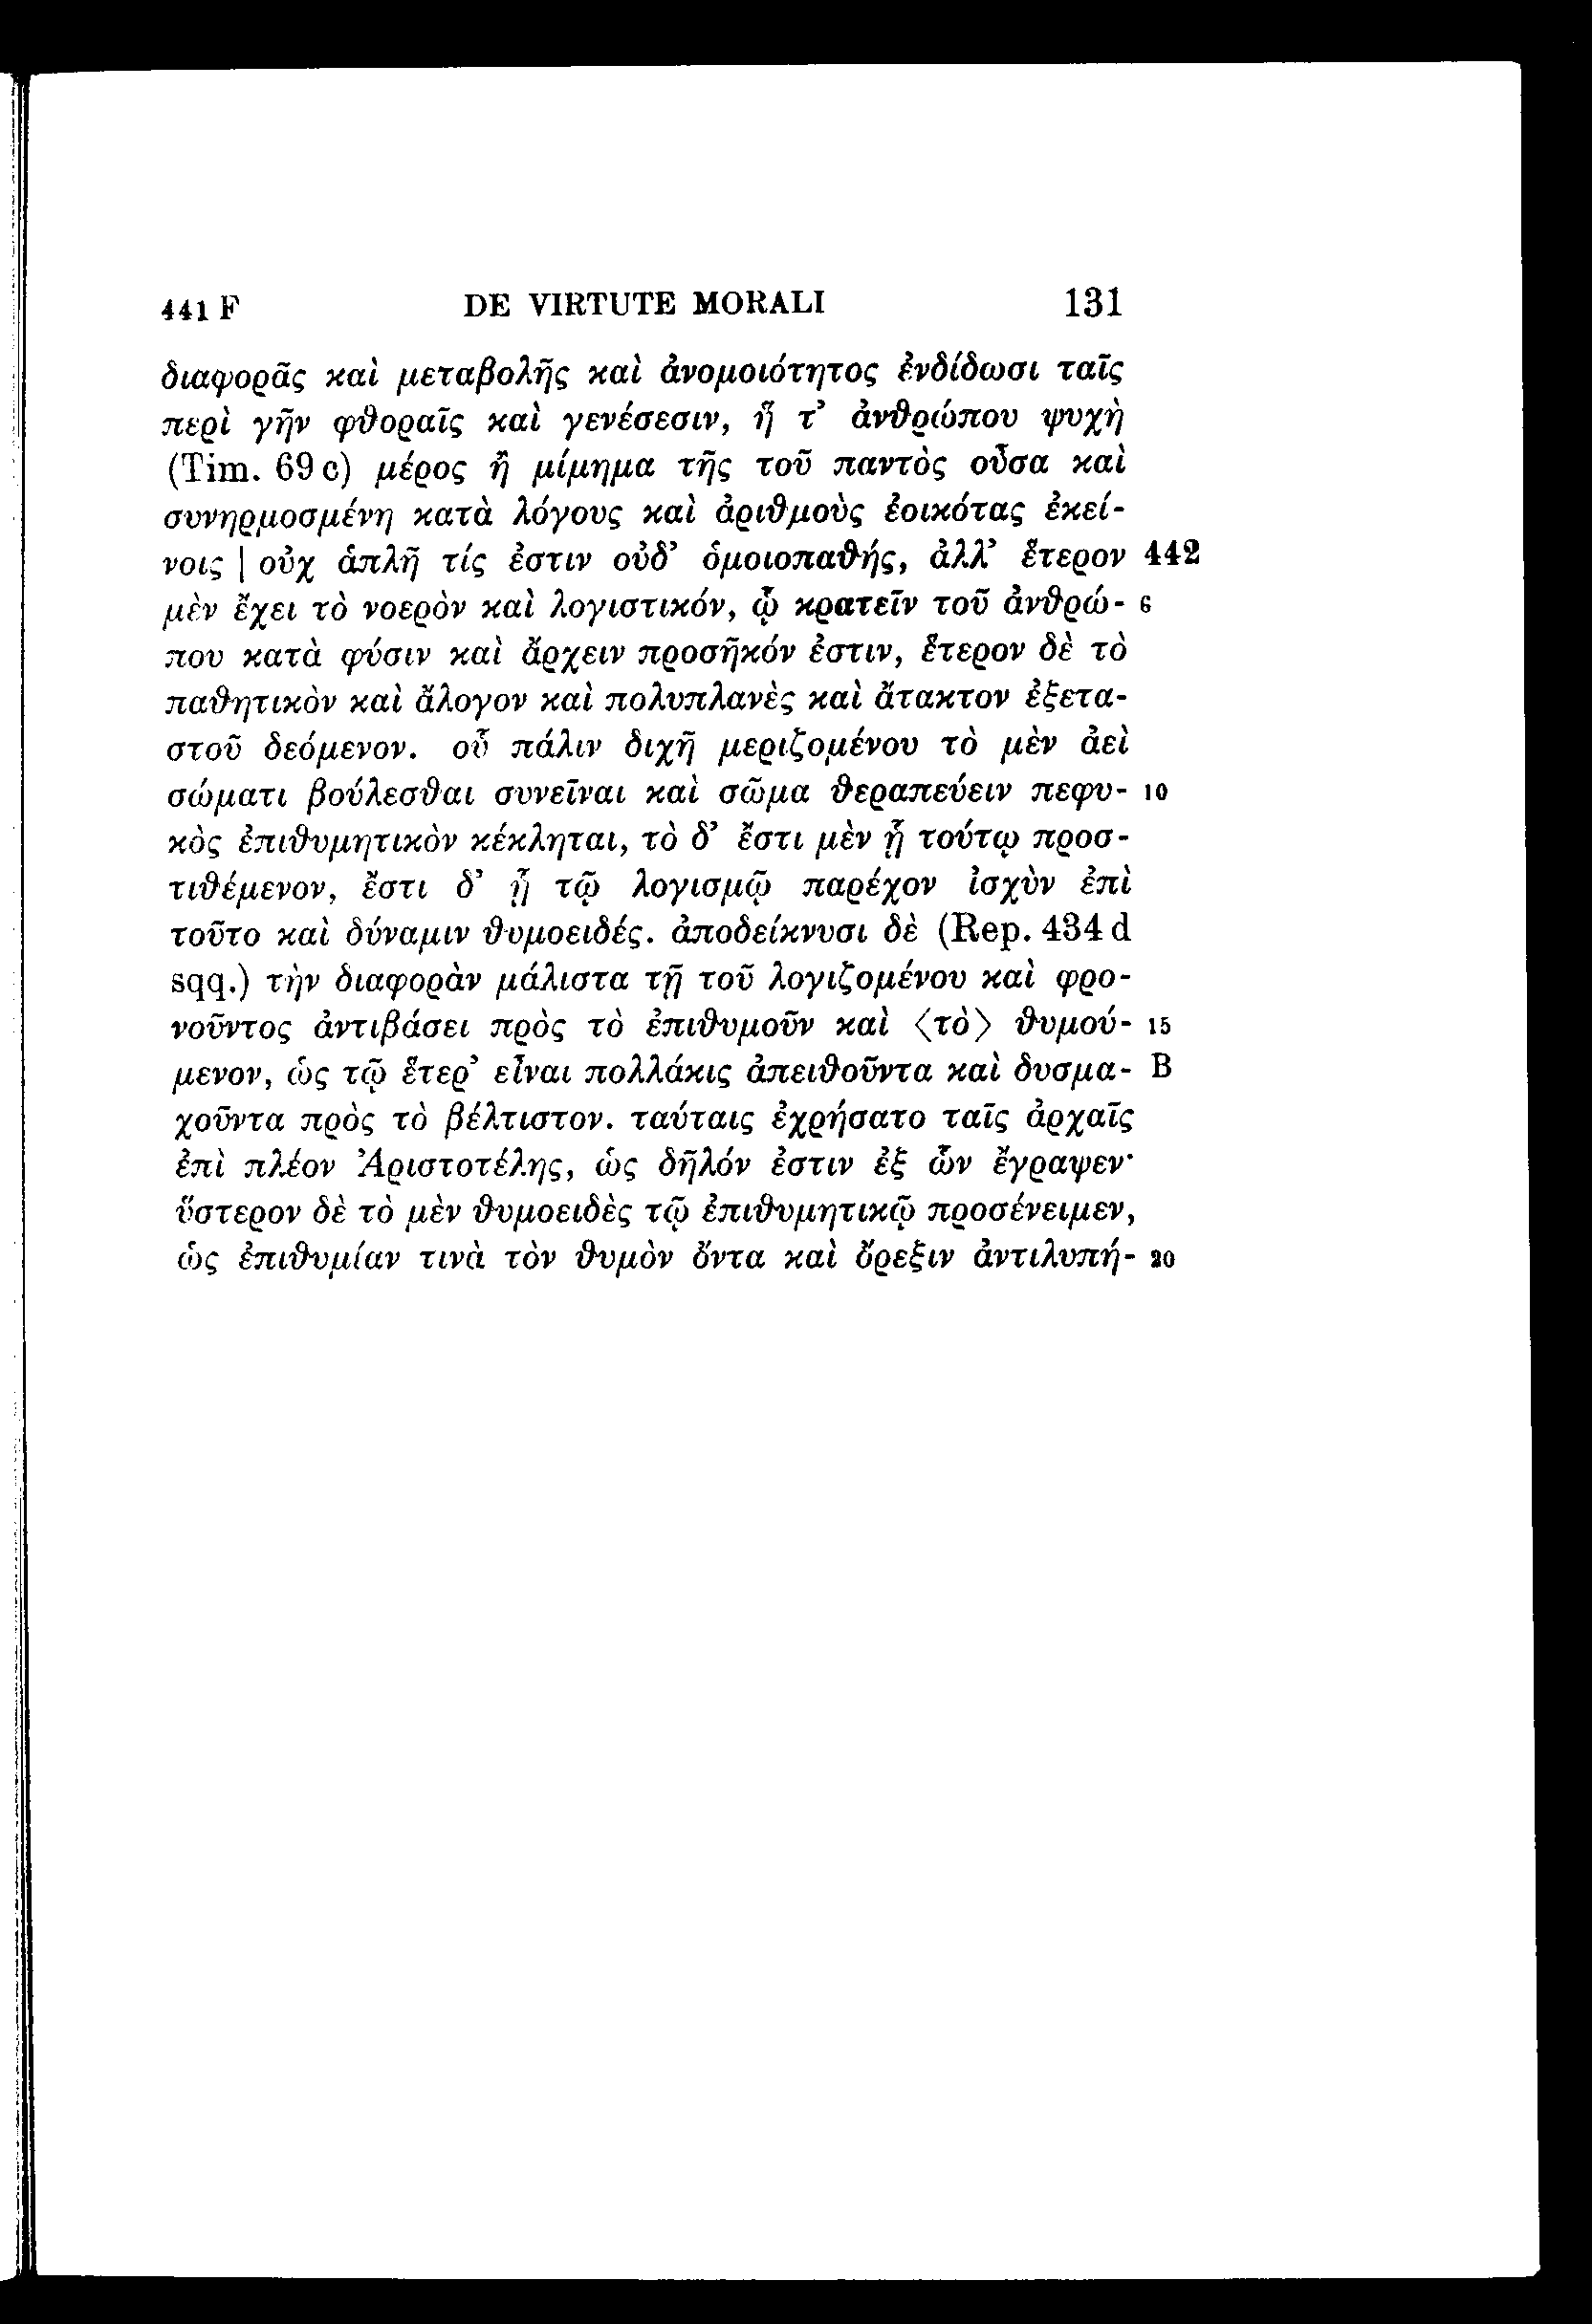 441 F DE VIRTUTE MORALI 131
διαφορᾶς καὶ μεταβολῆς καὶ ἀνομοιότητος ἐνδίδωσι ταῖς
περὶ γῆν φθοραῖς καὶ γενέσεσιν, ἥ τ’ ἀνθρώπου ψυχὴ
(Tim. 69 c) μέρος ἢ μίμημα τῆς τοῦ παντὸς οὖσα καὶ
συνηρμοσμένη κατὰ λόγους καὶ ἀριθμοὺς ἐοικότας ἐκεί-
νοις | οὐχ ἁπλῆ τίς ἐστιν οὐδ’ ὁμοιοπαθής, ἀλλ’ ἕτερον 442
μὲν ἔχει τὸ νοερὸν καὶ λογιστικόν, ᾧ κρατεῖν τοῦ ἀνθρώ- 6
που κατὰ φύσιν καὶ ἄρχειν προσῆκόν ἐστιν, ἕτερον δὲ τὸ
παθητικὸν καὶ ἄλογον καὶ πολυπλανὲς καὶ ἄτακτον ἐξετα-
στοῦ δεόμενον. οὗ πάλιν διχῆ μεριζομένου τὸ μὲν ἀεὶ
σώματι βούλεσθαι συνεῖναι καὶ σῶμα θεραπεύειν πεφυ- 10
κὸς ἐπιθυμητικὸν κέκληται, τὸ δ’ ἔστι μὲν ᾗ τούτῳ προσ-
τιθέμενον, ἔστι δ’ ᾗ τῷ λογισμῷ παρέχον ἰσχὺν ἐπὶ
τοῦτο καὶ δύναμιν θυμοειδές. ἀποδείκνυσι δὲ (Rep. 434 d
sqq.) τὴν διαφορὰν μάλιστα τῇ τοῦ λογιζομένου καὶ φρο-
νοῦντος ἀντιβάσει πρὸς τὸ ἐπιθυμοῦν καὶ ⟨τὸ⟩ θυμού- 15
μενον, ὡς τῷ ἕτερ’ εἶναι πολλάκις ἀπειθοῦντα καὶ δυσμα- B
χοῦντα πρὸς τὸ βέλτιστον. ταύταις ἐχρήσατο ταῖς ἀρχαῖς
ἐπὶ πλέον Ἀριστοτέλης, ὡς δῆλόν ἐστιν ἐξ ὧν ἔγραψεν·
ὕστερον δὲ τὸ μὲν θυμοειδὲς τῷ ἐπιθυμητικῷ προσένειμεν,
ὡς ἐπιθυμίαν τινὰ τὸν θυμὸν ὄντα καὶ ὄρεξιν ἀντιλυπή- 20